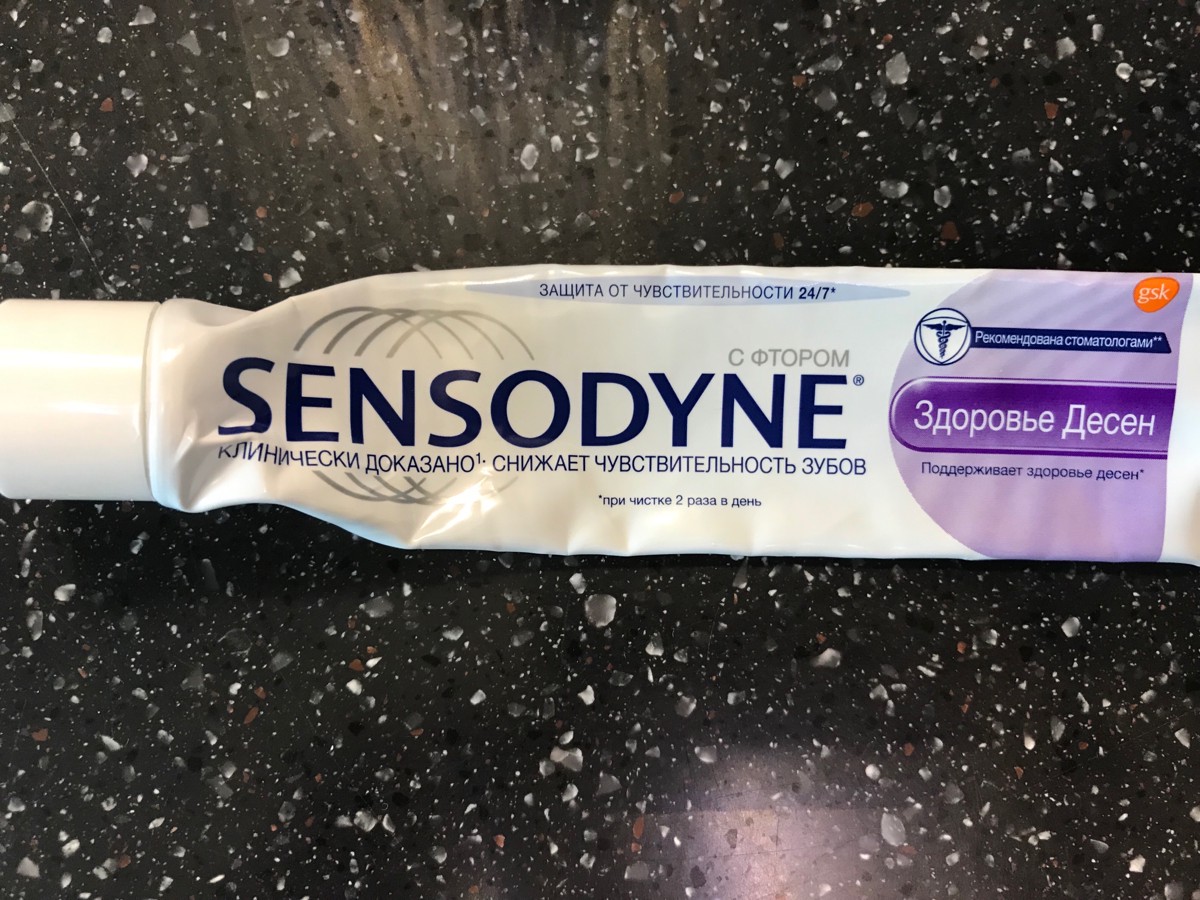 ЗАЩИТА ОТ ЧУВСТВИТЕЛЬНОСТИ 24/7*
С ФТОРОМ
SENSODYNE®
КЛИНИЧЕСКИ ДОКАЗАНО¹: СНИЖАЕТ ЧУВСТВИТЕЛЬНОСТЬ ЗУБОВ
*при чистке 2 раза в день
gsk
Рекомендована стоматологами**
Здоровье Десен
Поддерживает здоровье десен*